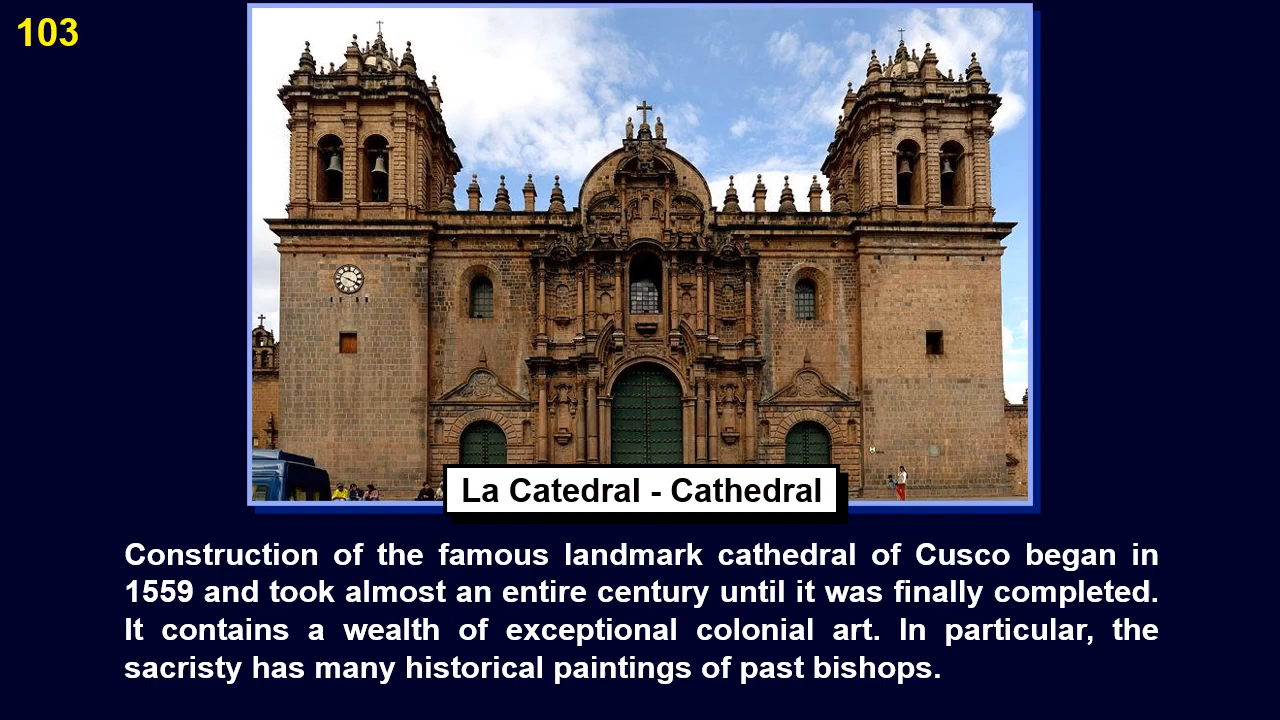 103
La Catedral - Cathedral
Construction of the famous landmark cathedral of Cusco began in
1559 and took almost an entire century until it was finally completed.
It contains a wealth of exceptional colonial art. In particular, the
sacristy has many historical paintings of past bishops.